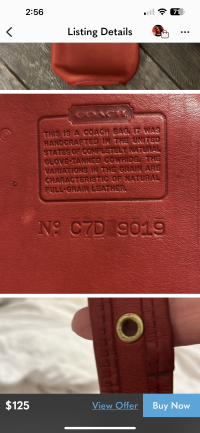 2:56
79
Listing Details
COACH
THIS IS A COACH BAG. IT WAS
HANDCRAFTED IN THE UNITED
STATES OF COMPLETELY NATURAL
GLOVE-TANNED COWHIDE. THE
VARIATIONS IN THE GRAIN ARE
CHARACTERISTIC OF NATURAL
FULL-GRAIN LEATHER.
Nº C7D 9019
$125
View Offer
Buy Now